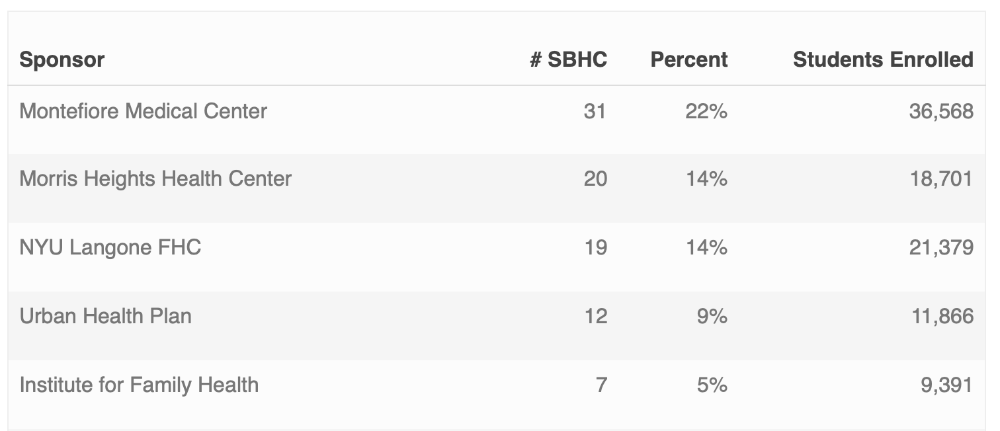 Sponsor # SBHC Percent Students Enrolled
Montefiore Medical Center 31 22% 36,568
Morris Heights Health Center 20 14% 18,701
NYU Langone FHC 19 14% 21,379
Urban Health Plan 12 9% 11,866
Institute for Family Health 7 5% 9,391